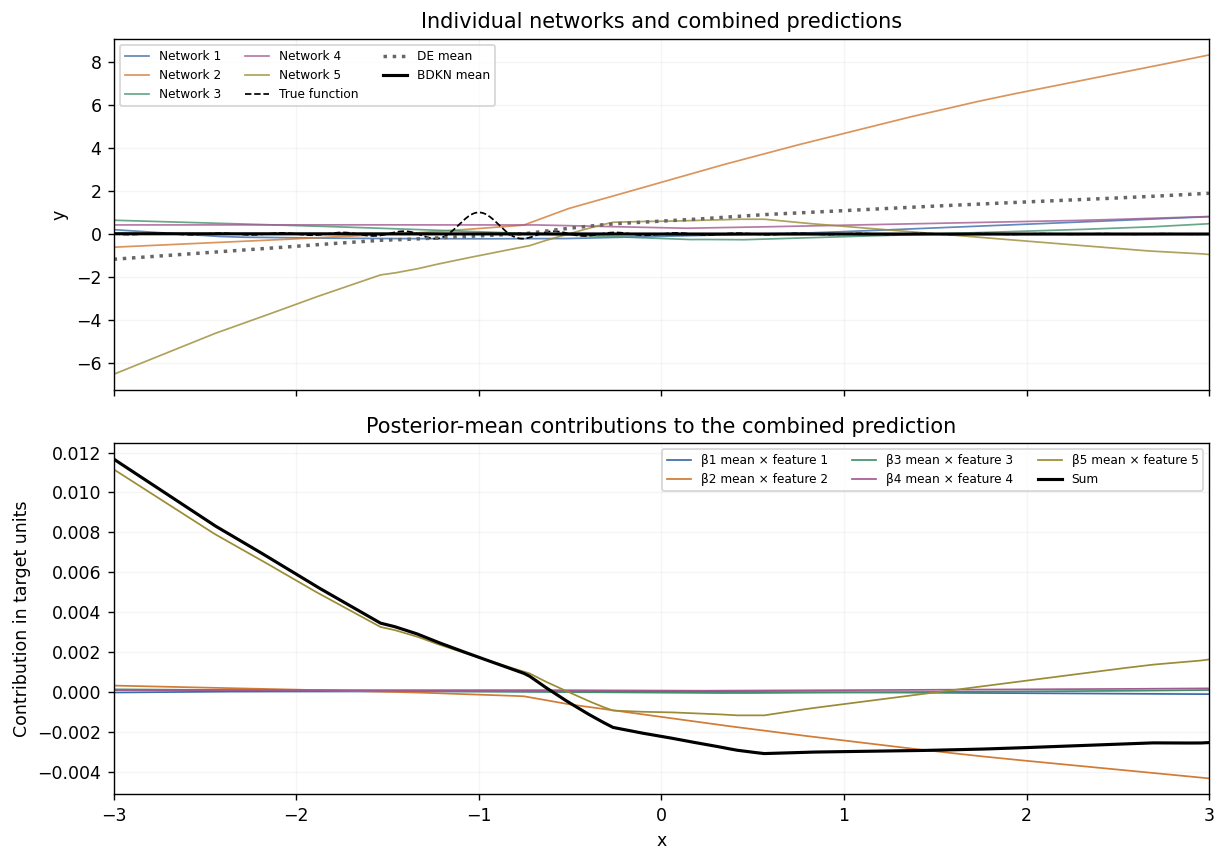 Individual networks and combined predictions
Network 1
Network 2
Network 3
Network 4
Network 5
True function
DE mean
BDKN mean
y
8
6
4
2
0
−2
−4
−6
Posterior-mean contributions to the combined prediction
β1 mean × feature 1
β2 mean × feature 2
β3 mean × feature 3
β4 mean × feature 4
β5 mean × feature 5
Sum
Contribution in target units
0.012
0.010
0.008
0.006
0.004
0.002
0.000
−0.002
−0.004
−3
−2
−1
0
1
2
3
x